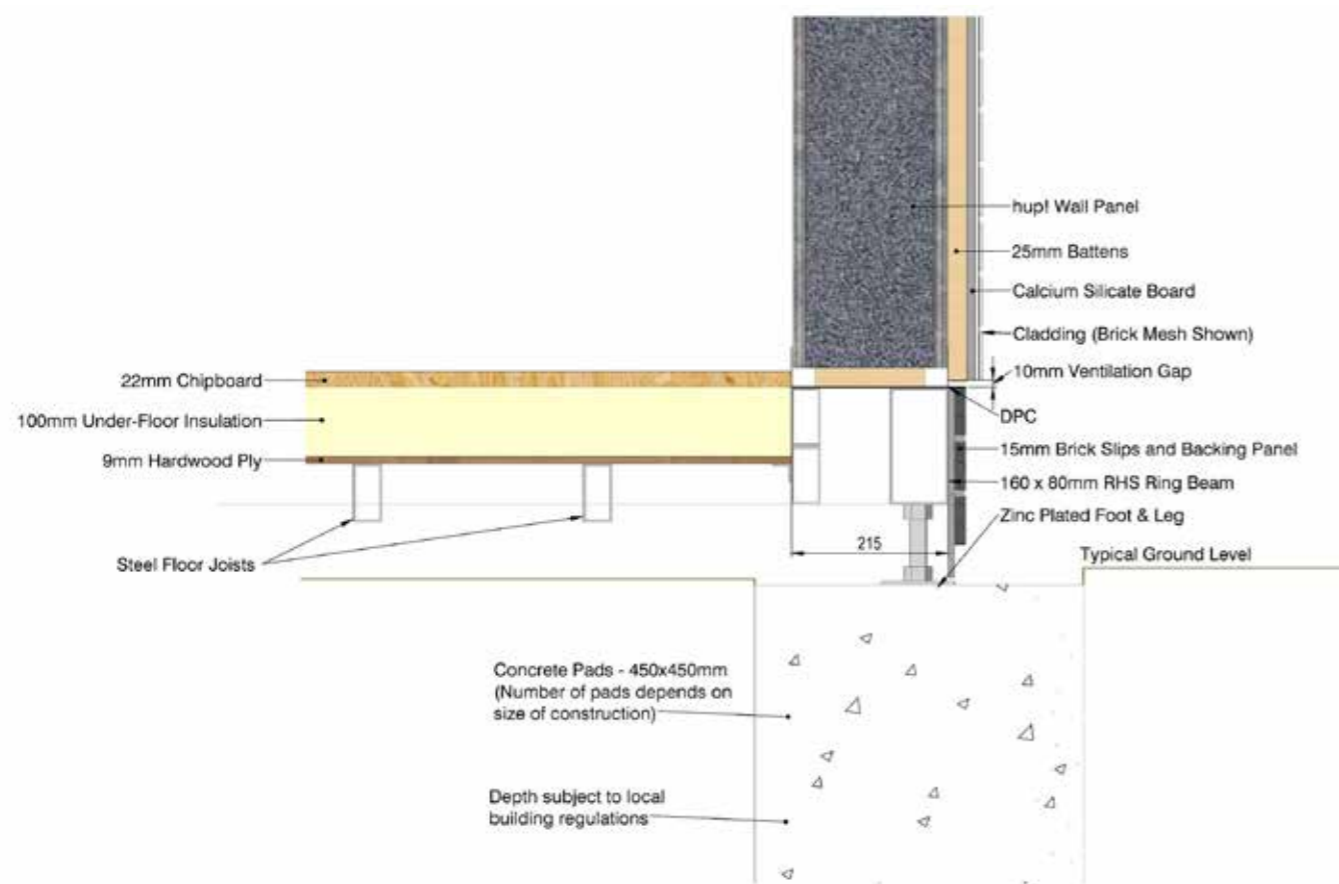 hup! Wall Panel
25mm Battens
Calcium Silicate Board
Cladding (Brick Mesh Shown)
10mm Ventilation Gap
DPC
15mm Brick Slips and Backing Panel
160 x 80mm RHS Ring Beam
Zinc Plated Foot & Leg
Typical Ground Level
22mm Chipboard
100mm Under-Floor Insulation
9mm Hardwood Ply
Steel Floor Joists
215
Concrete Pads - 450x450mm
(Number of pads depends on
size of construction)
Depth subject to local
building regulations